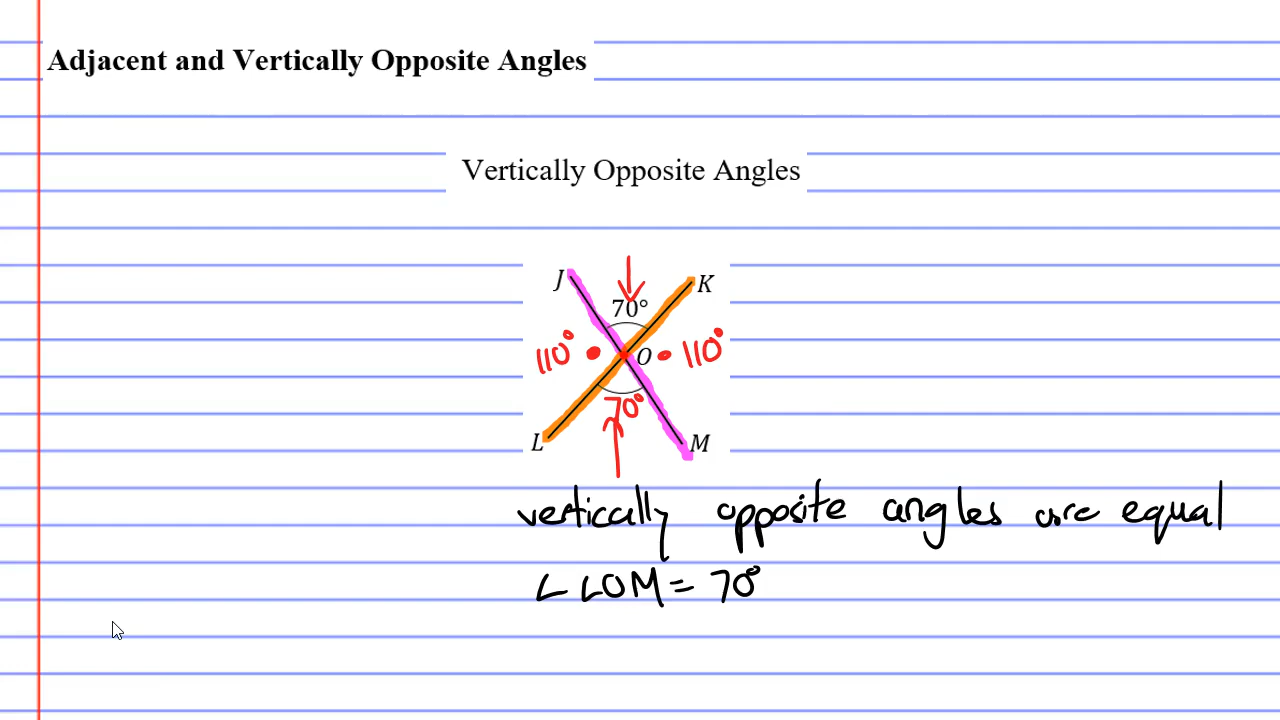 Adjacent and Vertically Opposite Angles
Vertically Opposite Angles
J K
70°
110° O 110°
70°
L M
vertically opposite angles are equal
∠LOM = 70°